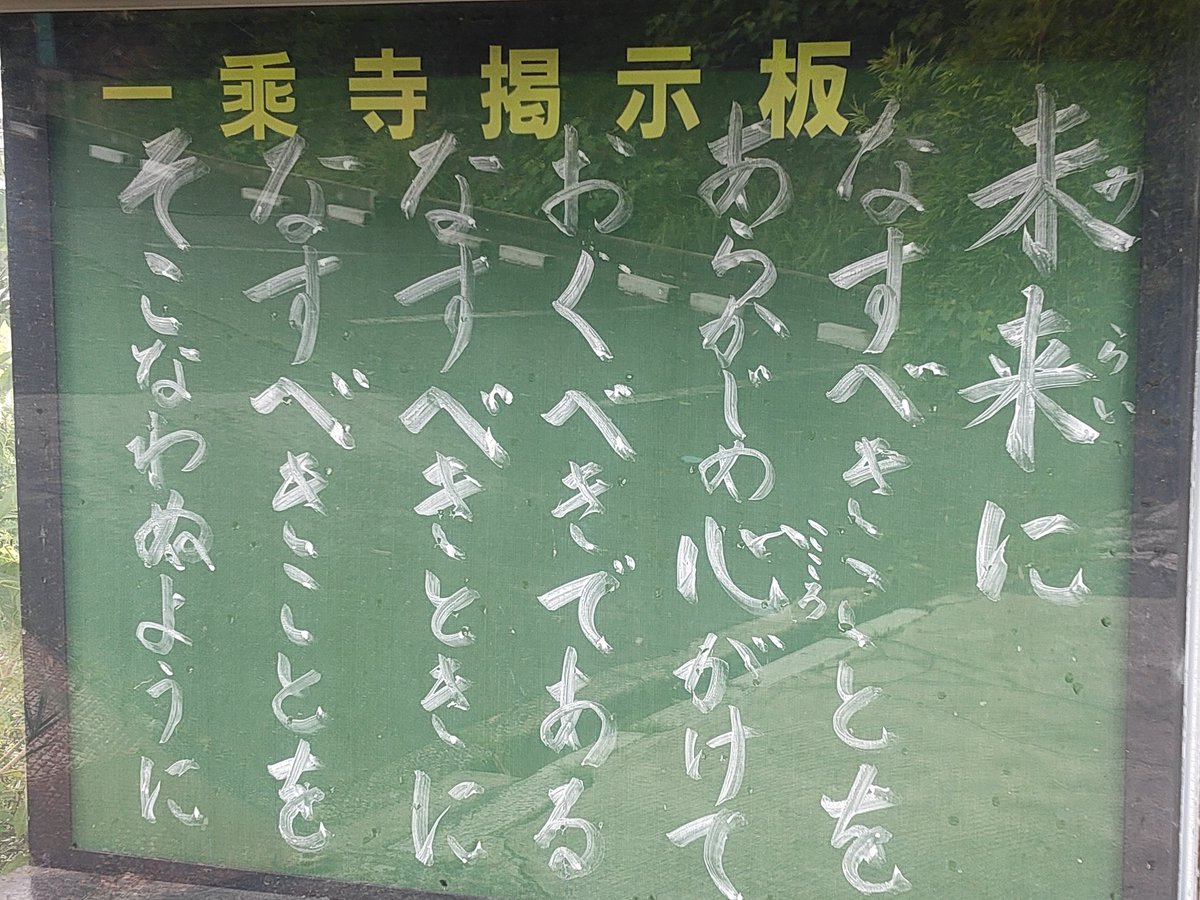 一乗寺掲示板
未来に
なすべきことを
あらかじめ心がけて
おくべきである
なすべきときに
なすべきことを
そこなわぬように